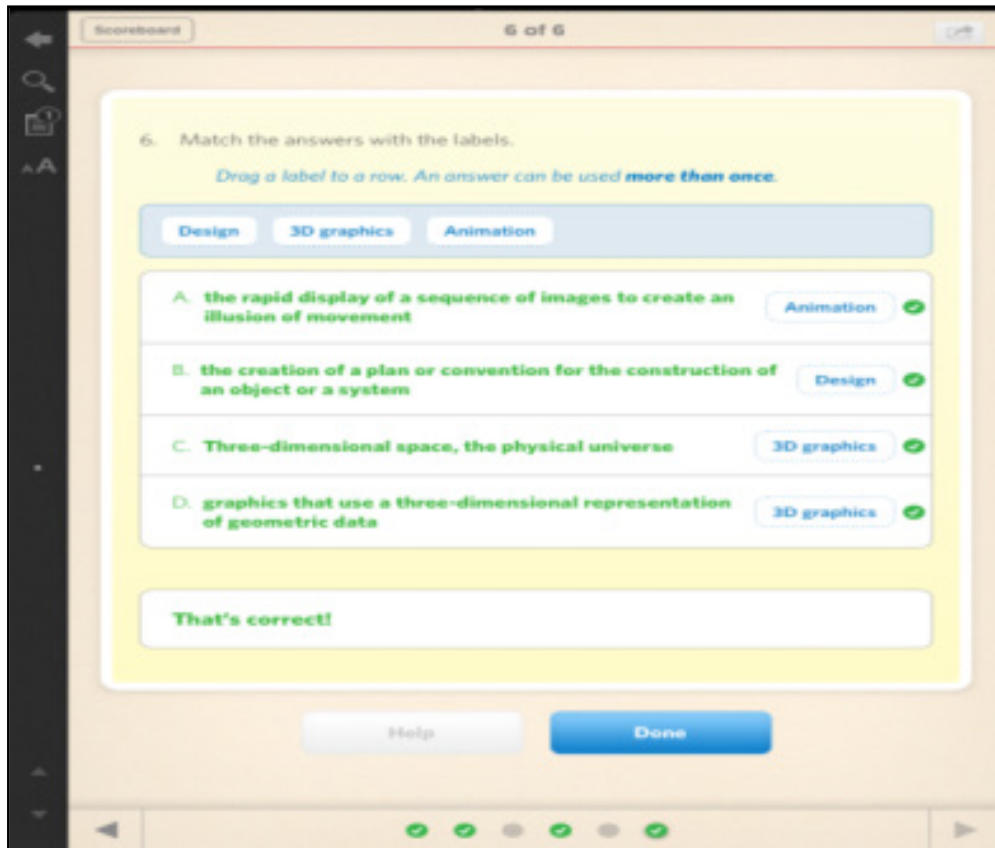 Scoreboard
6 of 6
1
AA
6. Match the answers with the labels.
Drag a label to a row. An answer can be used more than once.
Design 3D graphics Animation
A. the rapid display of a sequence of images to create an
illusion of movement
Animation
B. the creation of a plan or convention for the construction of
an object or a system
Design
C. Three-dimensional space, the physical universe
3D graphics
D. graphics that use a three-dimensional representation
of geometric data
3D graphics
That's correct!
Help
Done